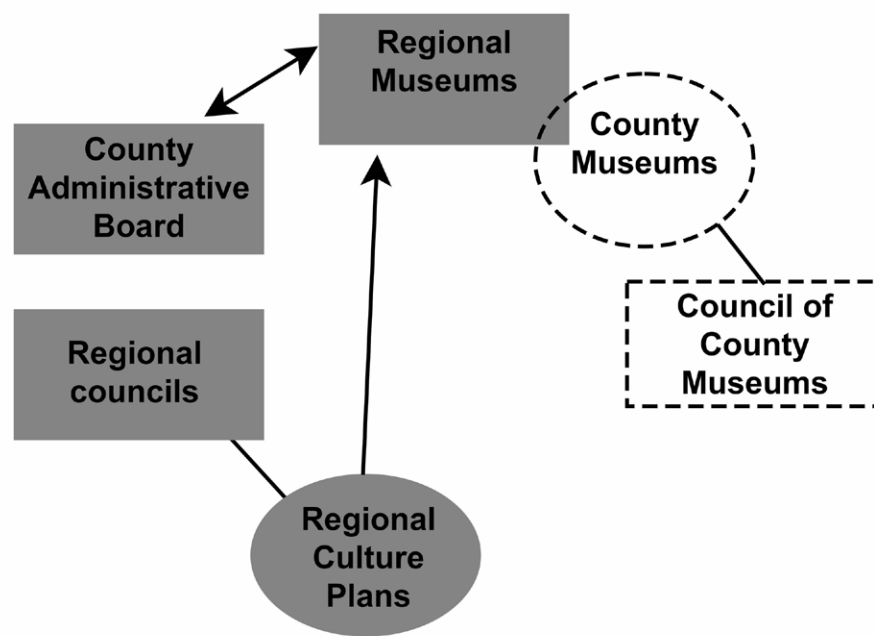 Regional
Museums
County
Museums
County
Administrative
Board
Council of
County
Museums
Regional
councils
Regional
Culture
Plans